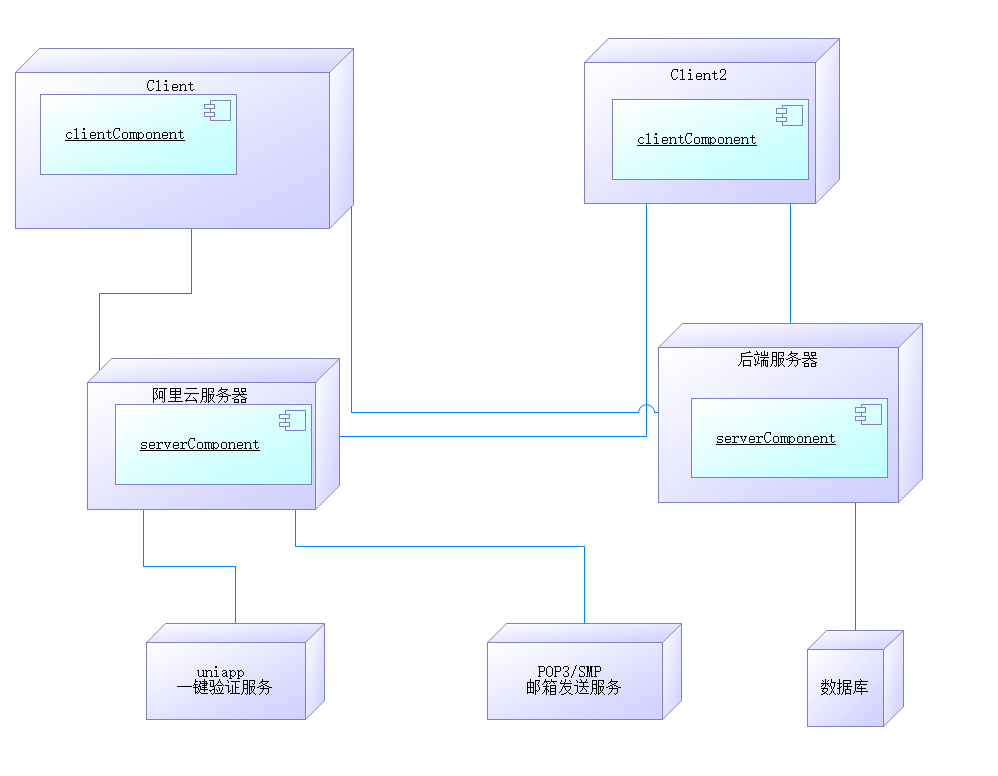 Client
clientComponent
Client2
clientComponent
阿里云服务器
serverComponent
后端服务器
serverComponent
uniapp
一键验证服务
POP3/SMP
邮箱发送服务
数据库